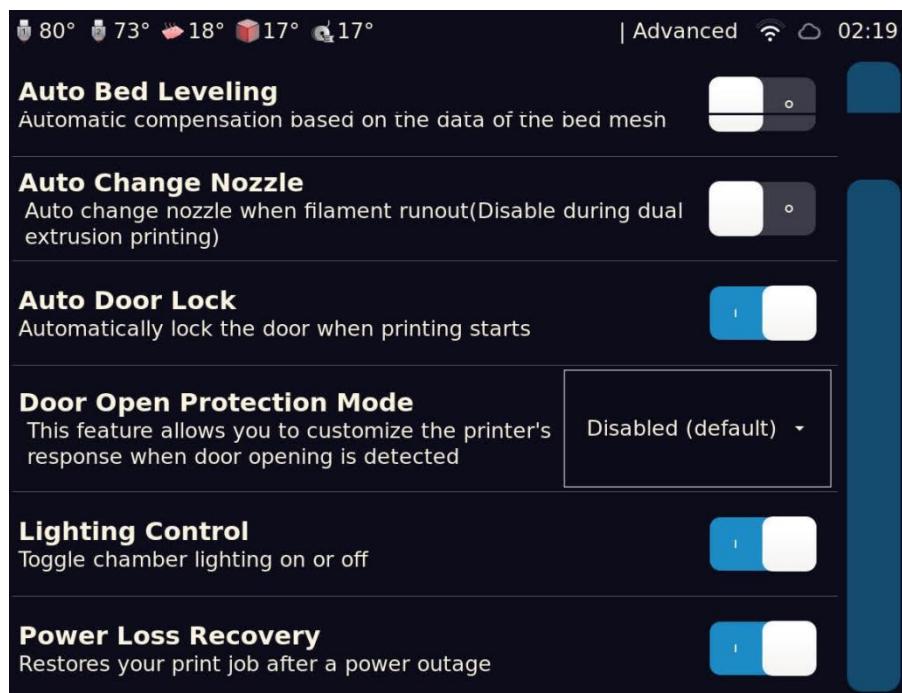 80° 73° 18° 17° 17° | Advanced 02:19
Auto Bed Leveling
Automatic compensation based on the data of the bed mesh
Auto Change Nozzle
Auto change nozzle when filament runout(Disable during dual
extrusion printing)
Auto Door Lock
Automatically lock the door when printing starts
Door Open Protection Mode
This feature allows you to customize the printer's
response when door opening is detected
Disabled (default)
Lighting Control
Toggle chamber lighting on or off
Power Loss Recovery
Restores your print job after a power outage